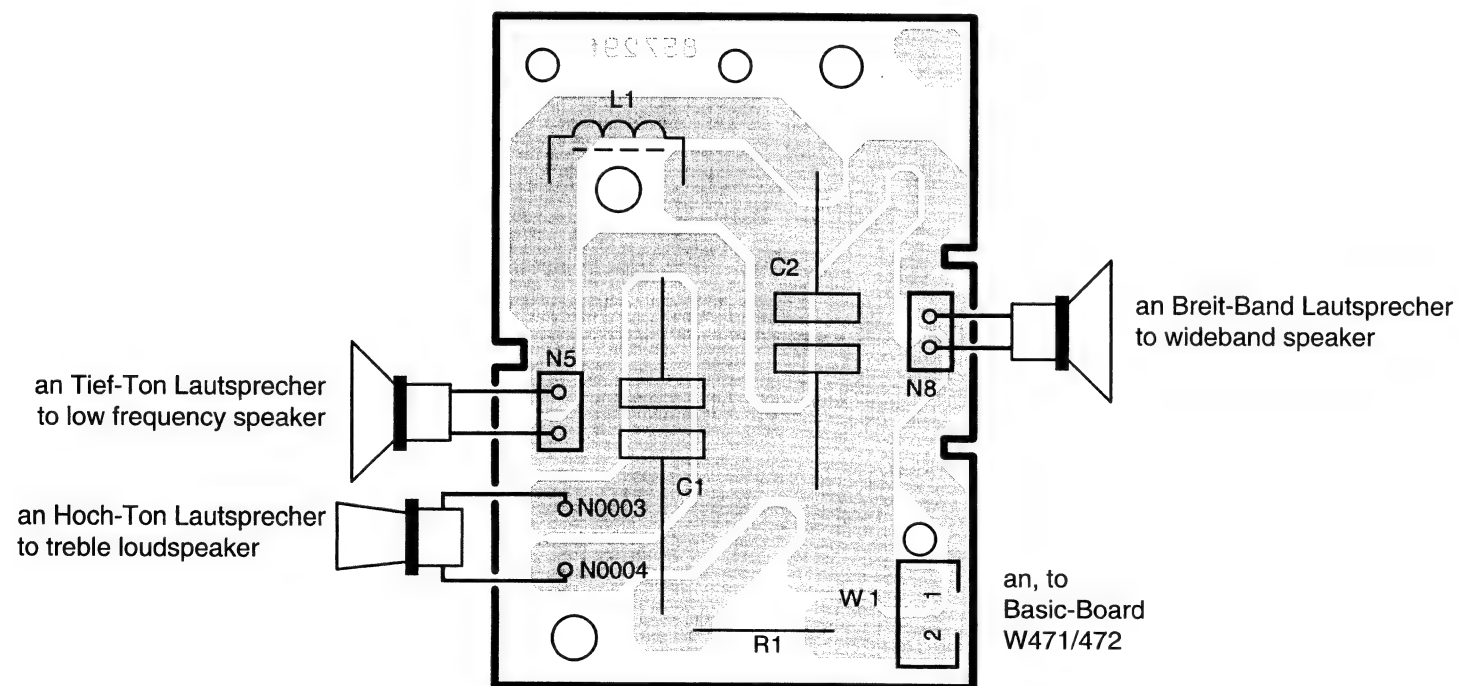 L1
C2
an Breit-Band Lautsprecher
to wideband speaker
N5
N8
an Tief-Ton Lautsprecher
to low frequency speaker
C1
N0003
an Hoch-Ton Lautsprecher
to treble loudspeaker
N0004
W1
1
2
R1
an, to
Basic-Board
W471/472